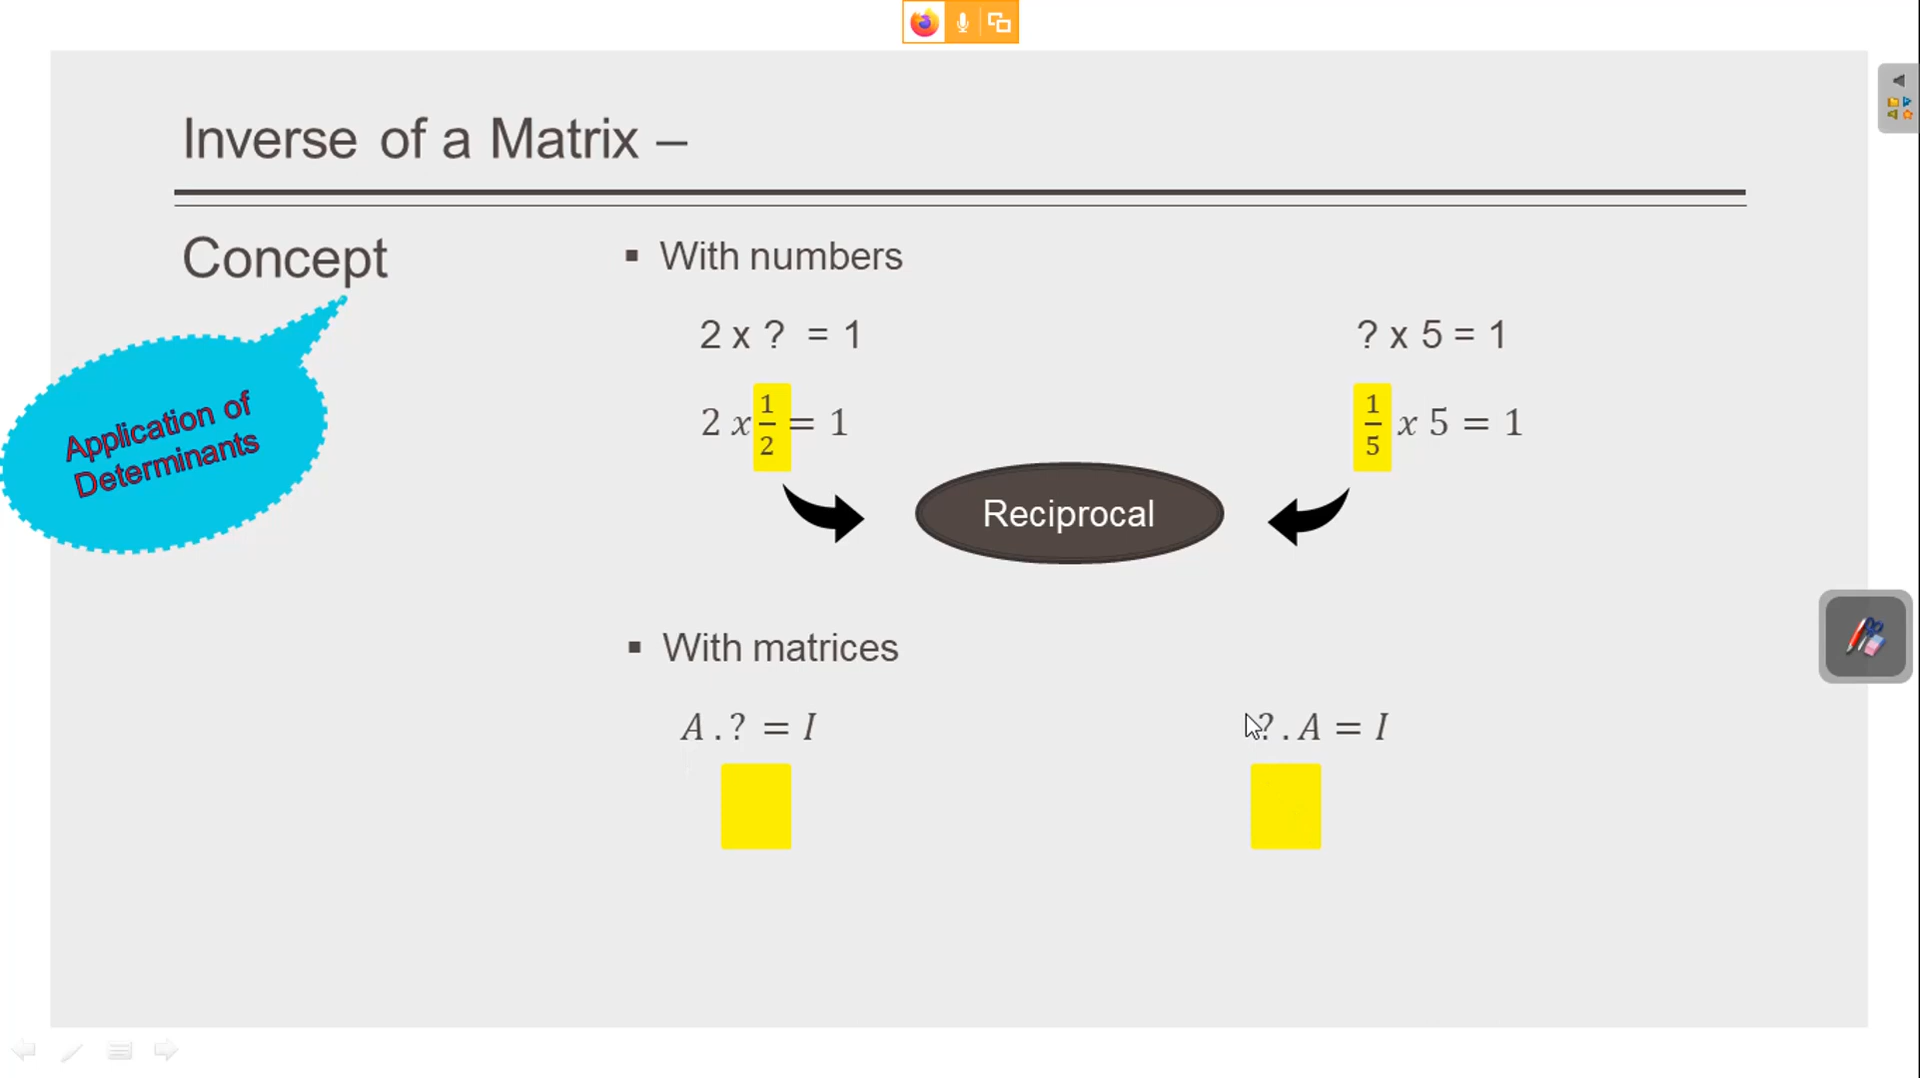 Inverse of a Matrix –
Concept
Application of
Determinants
▪ With numbers
2 x ? = 1
? x 5 = 1
2 x 1/2 = 1
1/5 x 5 = 1
Reciprocal
▪ With matrices
A . ? = I
? . A = I